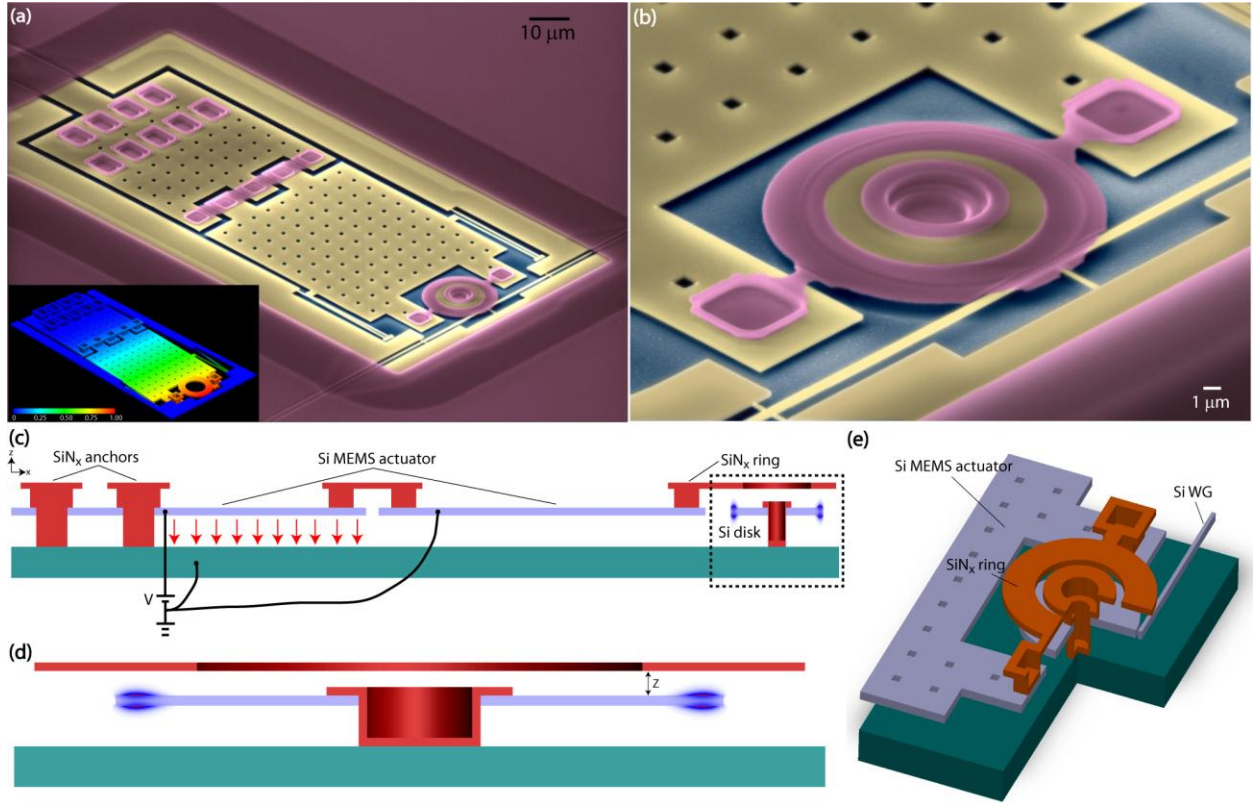 (a)
10 μm
(b)
1 μm
0 0.25 0.50 0.75 1.00
(c)
z
x
SiNx anchors
Si MEMS actuator
SiNx ring
Si disk
V
(d)
z
(e)
Si MEMS actuator
Si WG
SiNx ring